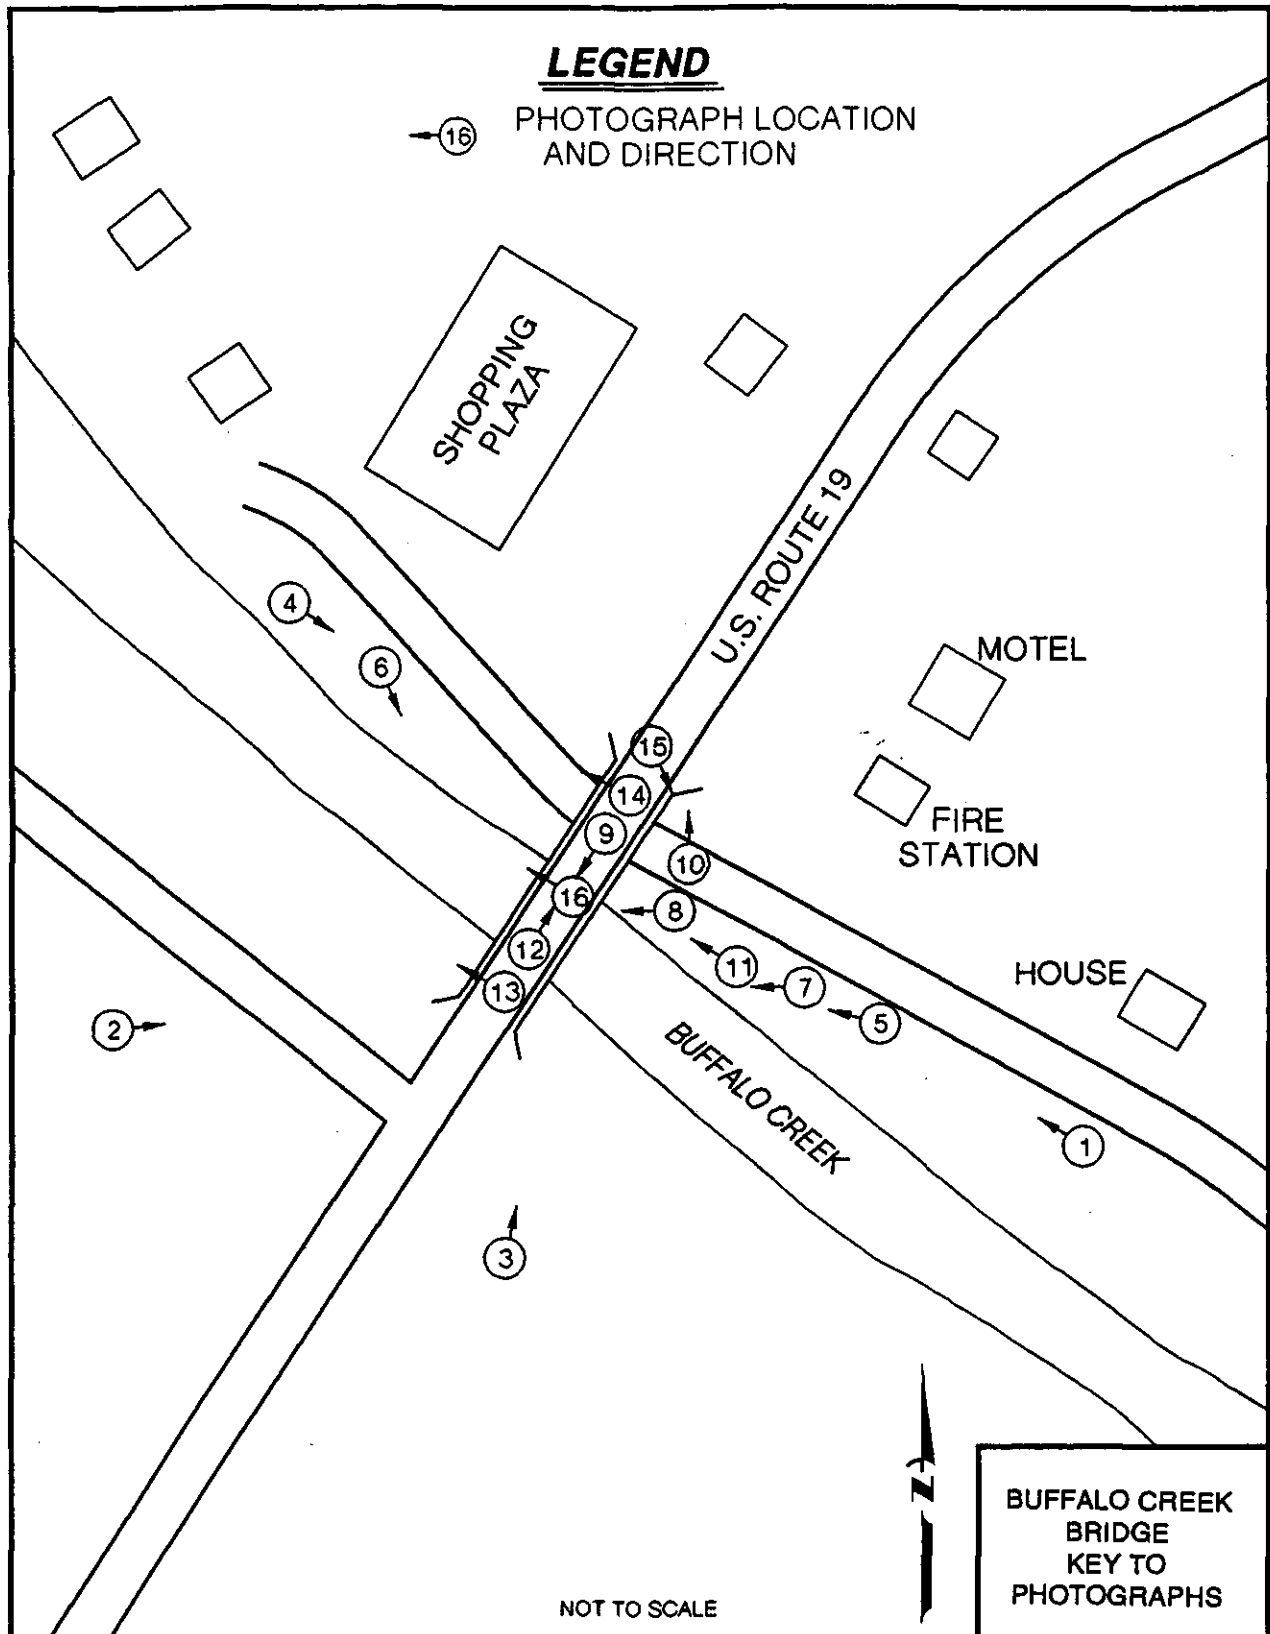 LEGEND
16
PHOTOGRAPH LOCATION
AND DIRECTION
SHOPPING
PLAZA
U.S. ROUTE 19
4
6
MOTEL
15
14
9
FIRE
STATION
10
16
8
12
11
HOUSE
13
7
5
2
BUFFALO CREEK
1
3
N
BUFFALO CREEK
BRIDGE
KEY TO
PHOTOGRAPHS
NOT TO SCALE